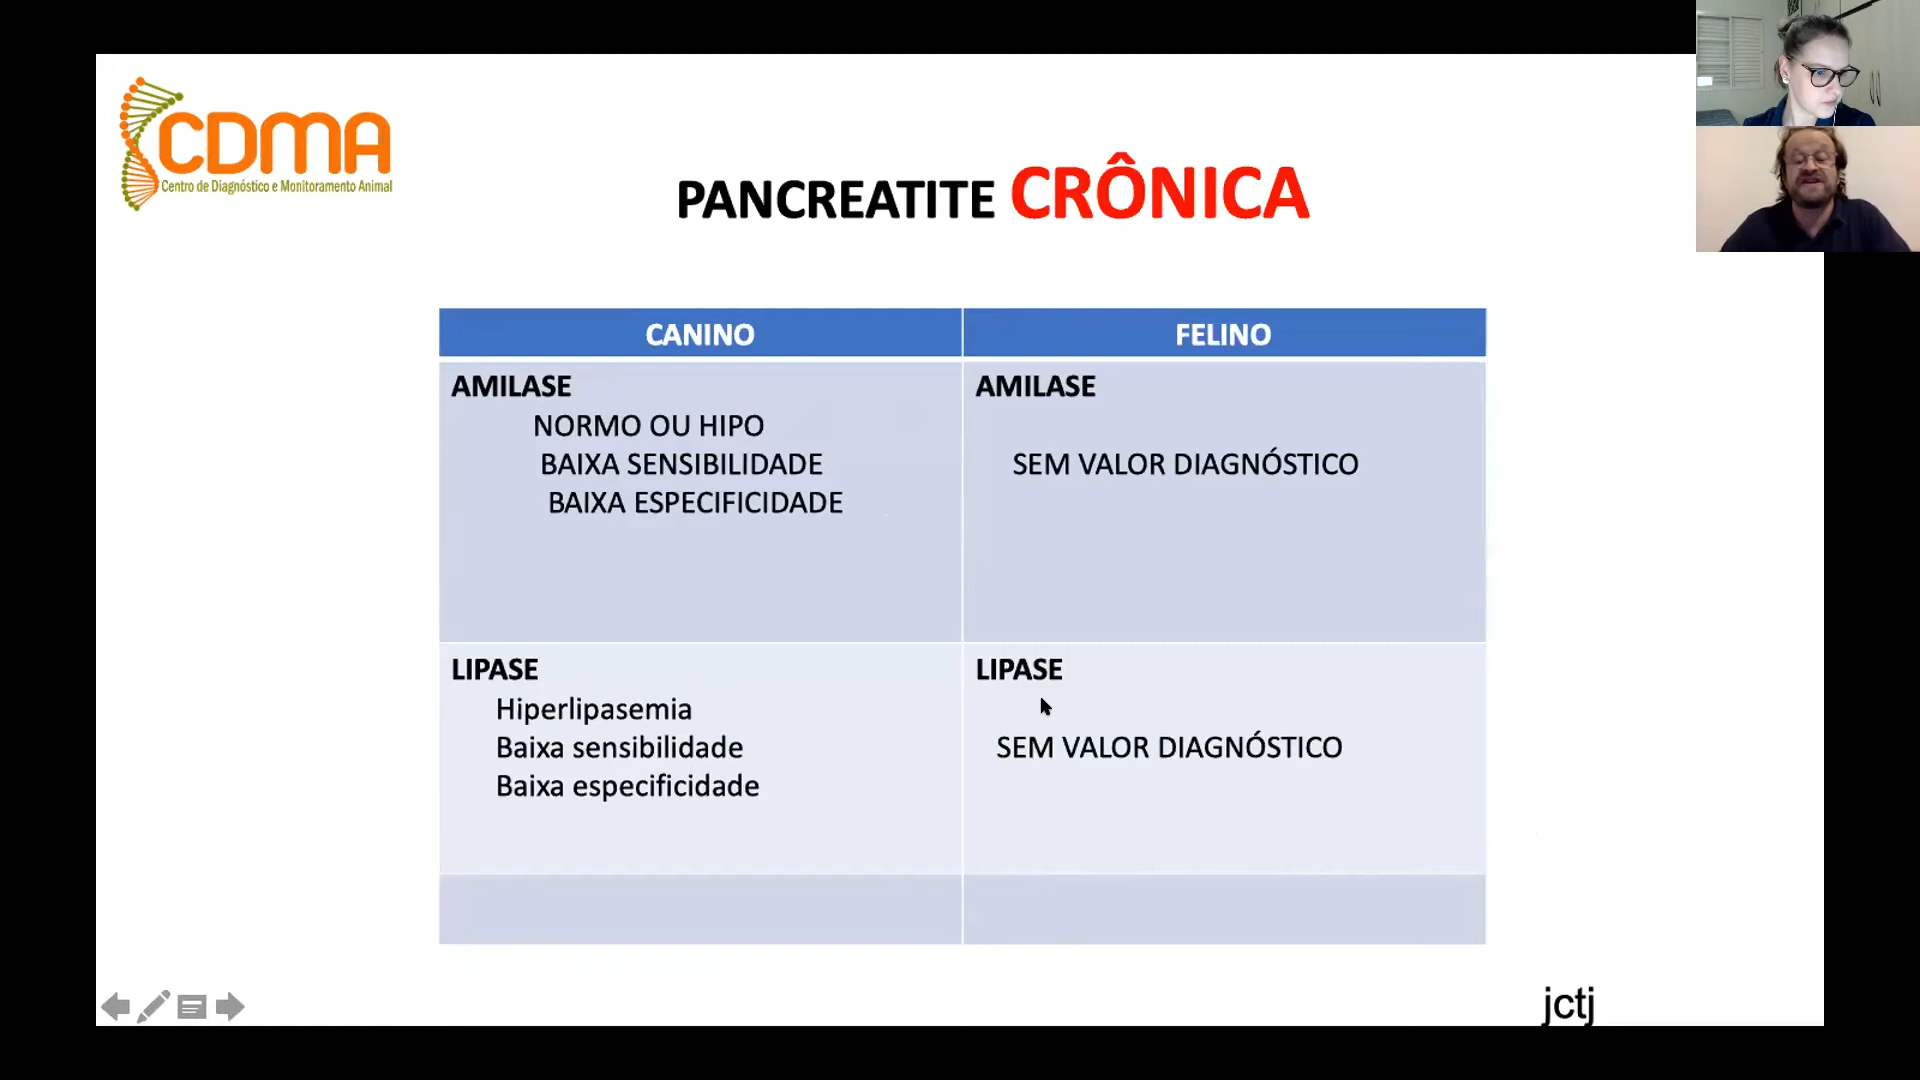 CDMA
Centro de Diagnóstico e Monitoramento Animal
PANCREATITE CRÔNICA
CANINO
FELINO
AMILASE
NORMO OU HIPO
BAIXA SENSIBILIDADE
BAIXA ESPECIFICIDADE
AMILASE
SEM VALOR DIAGNÓSTICO
LIPASE
Hiperlipasemia
Baixa sensibilidade
Baixa especificidade
LIPASE
SEM VALOR DIAGNÓSTICO
jctj